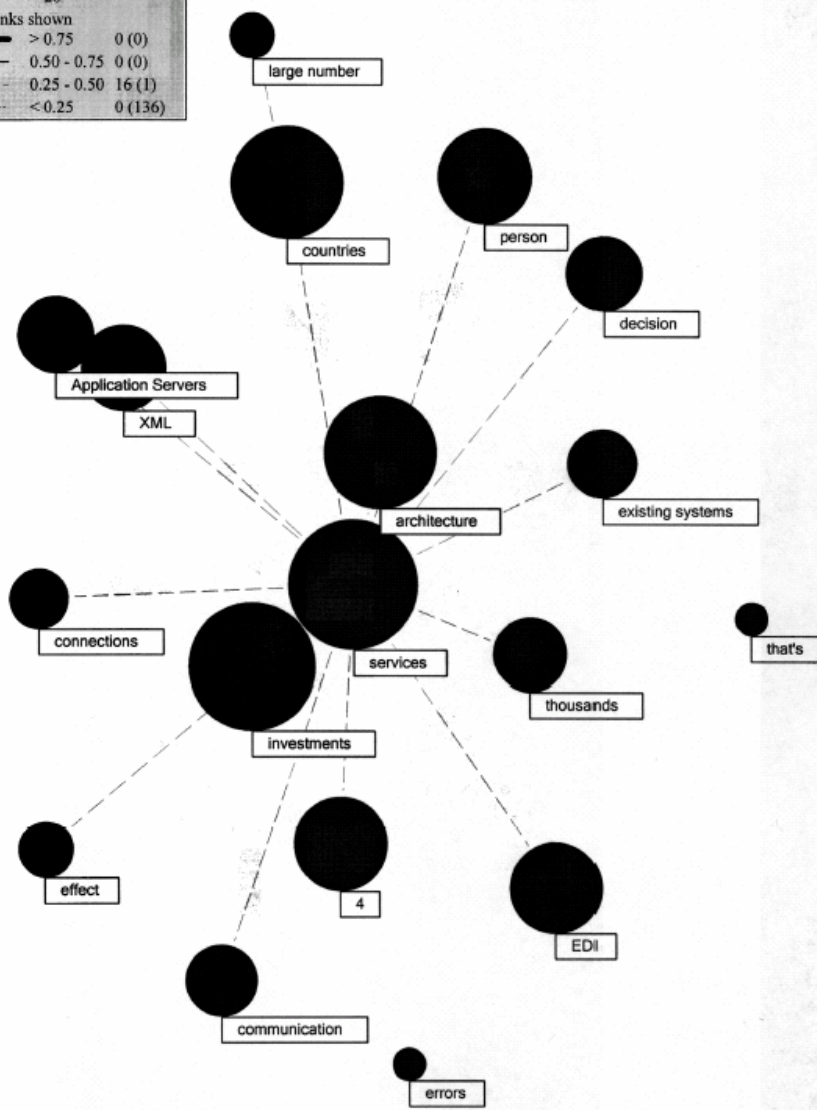 nks shown
> 0.75 0 (0)
0.50 - 0.75 0 (0)
0.25 - 0.50 16 (1)
< 0.25 0 (136)
large number
countries
person
decision
Application Servers
XML
architecture
existing systems
connections
services
that's
thousands
investments
effect
4
EDI
communication
errors